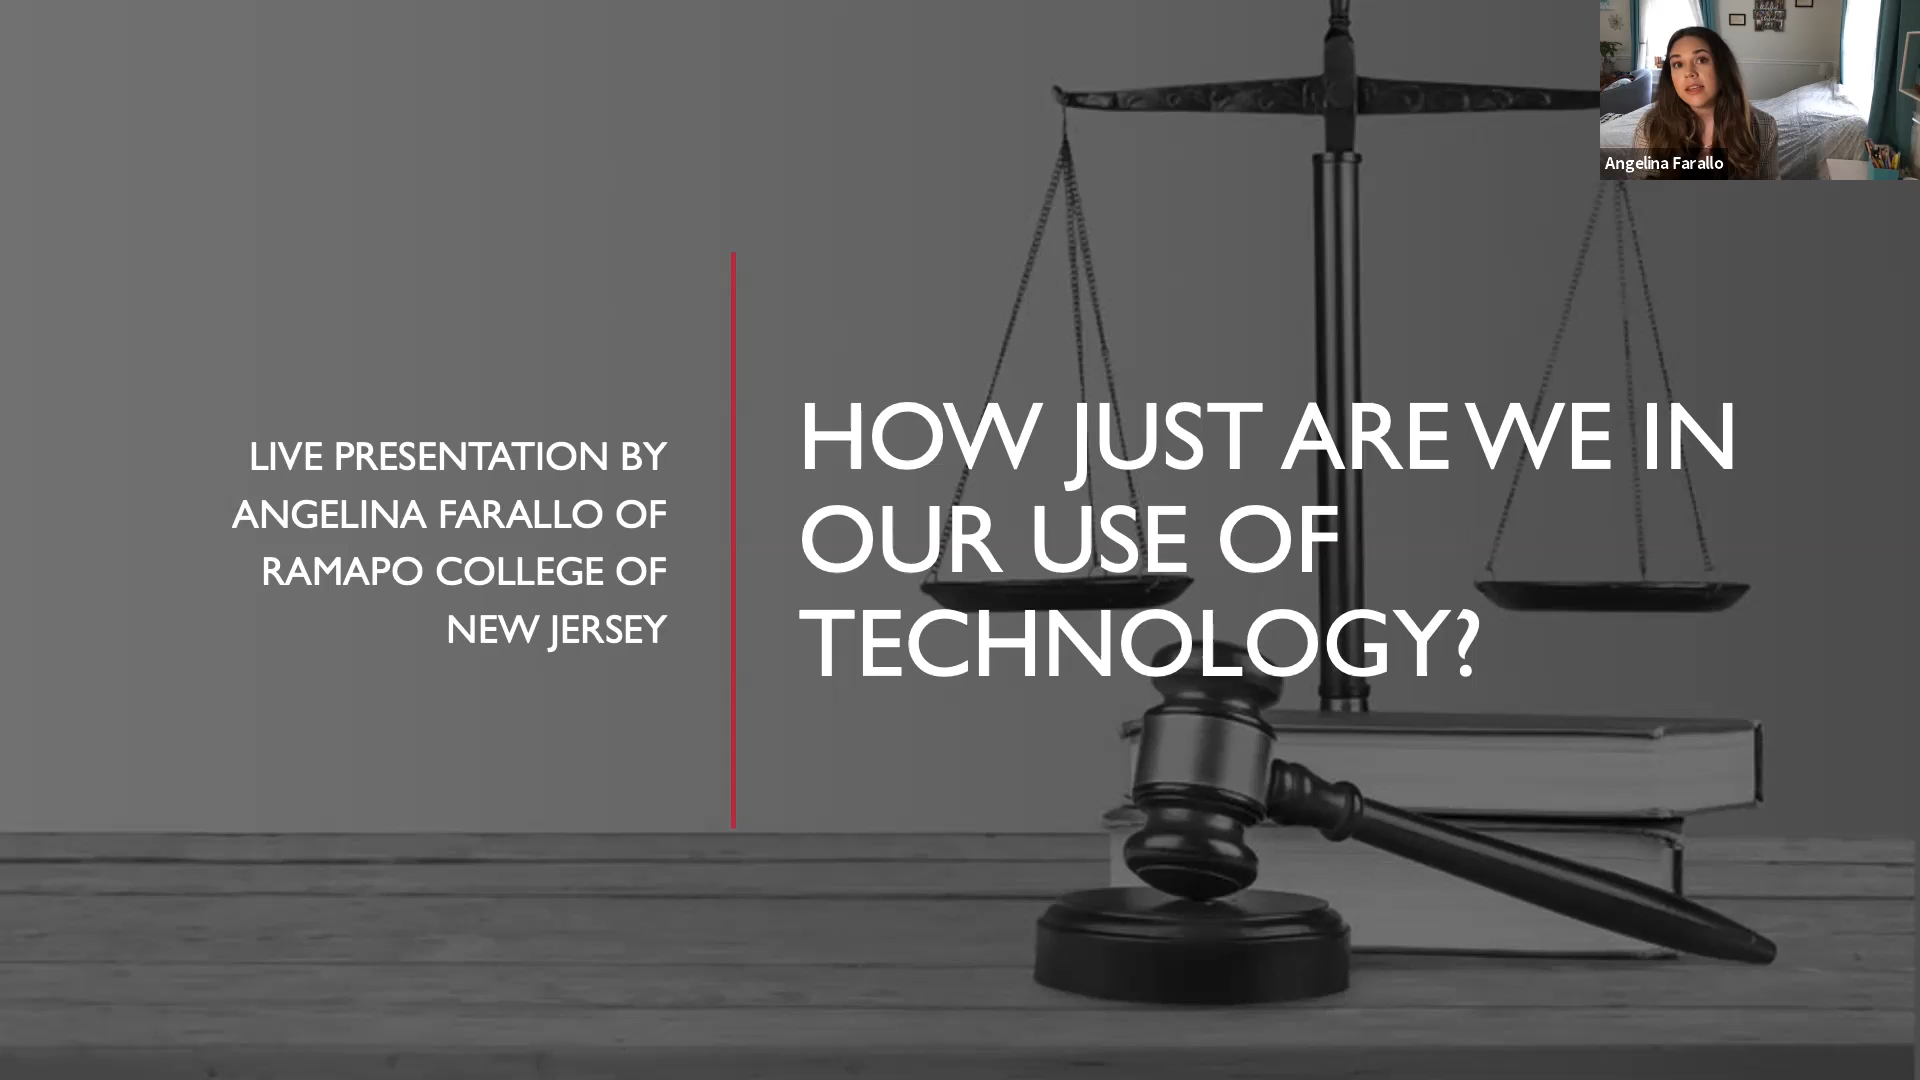 Angelina Farallo
LIVE PRESENTATION BY
ANGELINA FARALLO OF
RAMAPO COLLEGE OF
NEW JERSEY
HOW JUST ARE WE IN
OUR USE OF
TECHNOLOGY?